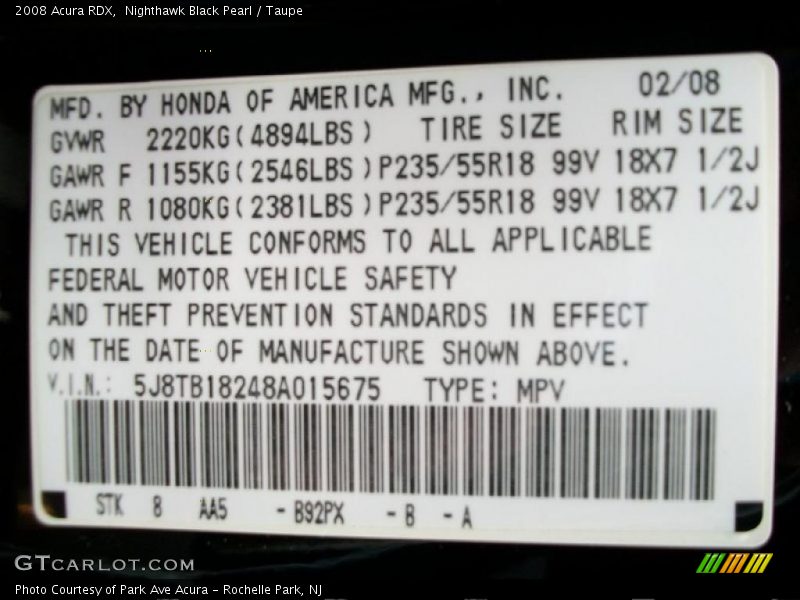 2008 Acura RDX,  Nighthawk Black Pearl / Taupe
MFD. BY HONDA OF AMERICA MFG., INC. 02/08
GVWR 2220KG(4894LBS) TIRE SIZE RIM SIZE
GAWR F 1155KG(2546LBS)P235/55R18 99V 18X7 1/2J
GAWR R 1080KG(2381LBS)P235/55R18 99V 18X7 1/2J
THIS VEHICLE CONFORMS TO ALL APPLICABLE
FEDERAL MOTOR VEHICLE SAFETY
AND THEFT PREVENTION STANDARDS IN EFFECT
ON THE DATE OF MANUFACTURE SHOWN ABOVE.
V.I.N.: 5J8TB18248A015675 TYPE: MPV
STK 8 AA5 -B92PX -B -A
GTCARLOT.COM
Photo Courtesy of Park Ave Acura - Rochelle Park, NJ